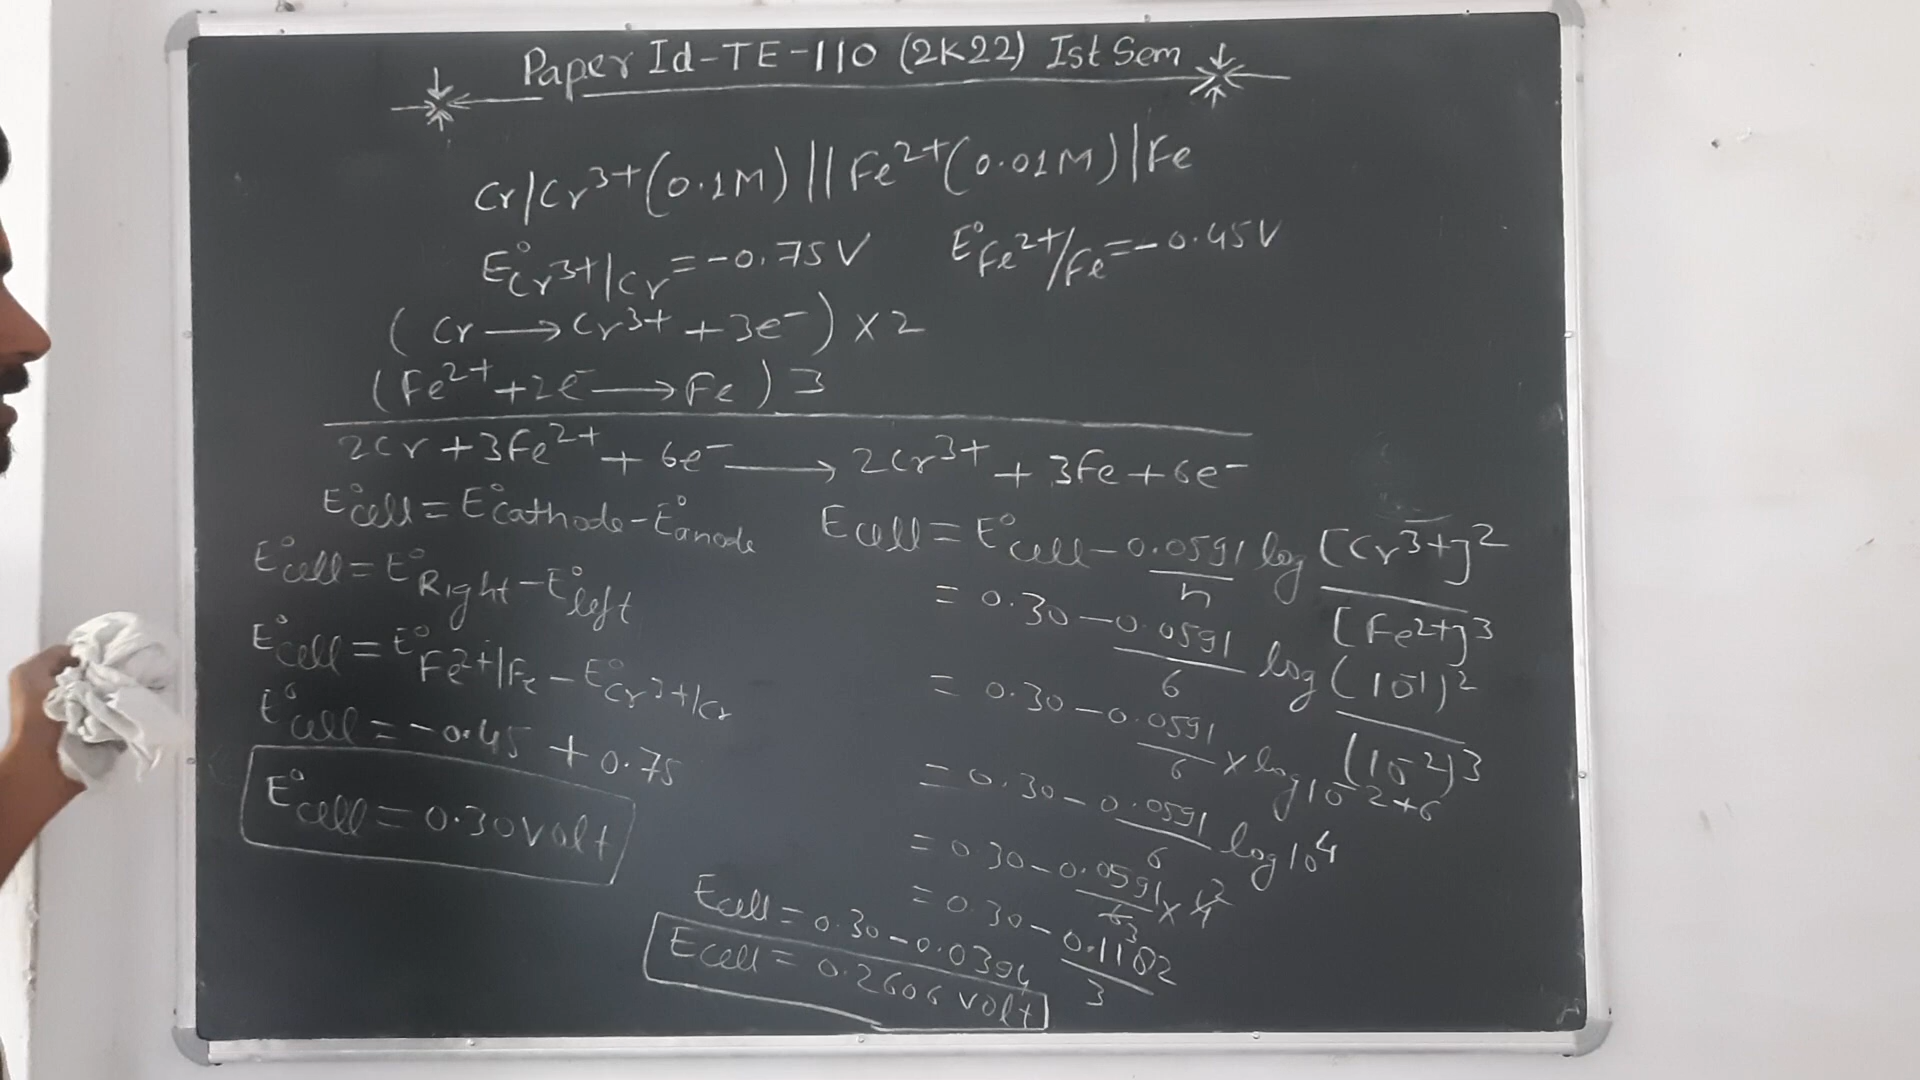 Paper Id-TE-110 (2K22) Ist Sem
Cr/Cr³⁺(0.1M)||Fe²⁺(0.01M)|Fe
E°Cr³⁺|Cr = -0.75V E°Fe²⁺/Fe = -0.45V
(Cr ⟶ Cr³⁺ + 3e⁻) × 2
(Fe²⁺ + 2e⁻ ⟶ Fe) 3
2Cr + 3Fe²⁺ + 6e⁻ ⟶ 2Cr³⁺ + 3Fe + 6e⁻
E°cell = E°Cathode - E°anode
E°cell = E°Right - E°left
E°cell = E°Fe²⁺/Fe - E°Cr³⁺/Cr
E°cell = -0.45 + 0.75
E°cell = 0.30 volt
Ecell = E°cell - 0.0591/n log [Cr³⁺]²/[Fe²⁺]³
= 0.30 - 0.0591/6 log (10⁻¹)²/(10⁻²)³
= 0.30 - 0.0591/6 × log 10⁻²⁺⁶
= 0.30 - 0.0591/6 log 10⁴
= 0.30 - 0.0591/6 3 × 4 2
= 0.30 - 0.1182/3
Ecell = 0.30 - 0.0394
Ecell = 0.2606 volt